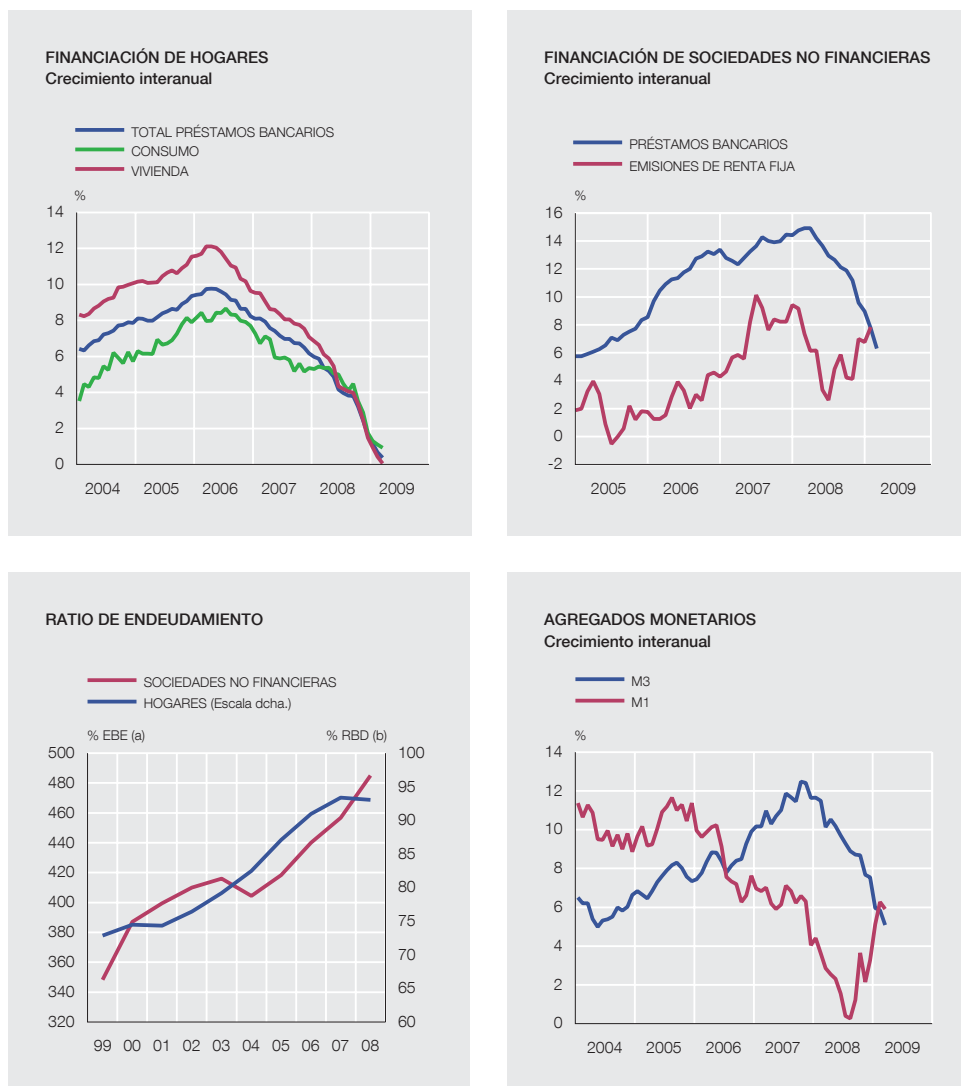 FINANCIACIÓN DE HOGARES
Crecimiento interanual
TOTAL PRÉSTAMOS BANCARIOS
CONSUMO
VIVIENDA
%
14
12
10
8
6
4
2
0
2004 2005 2006 2007 2008 2009
FINANCIACIÓN DE SOCIEDADES NO FINANCIERAS
Crecimiento interanual
PRÉSTAMOS BANCARIOS
EMISIONES DE RENTA FIJA
%
16
14
12
10
8
6
4
2
0
-2
2005 2006 2007 2008 2009
RATIO DE ENDEUDAMIENTO
SOCIEDADES NO FINANCIERAS
HOGARES (Escala dcha.)
% EBE (a) % RBD (b)
500 100
480 95
460 90
440 85
420 80
400 75
380 70
360 65
340 60
320
99 00 01 02 03 04 05 06 07 08
AGREGADOS MONETARIOS
Crecimiento interanual
M3
M1
%
14
12
10
8
6
4
2
0
2004 2005 2006 2007 2008 2009